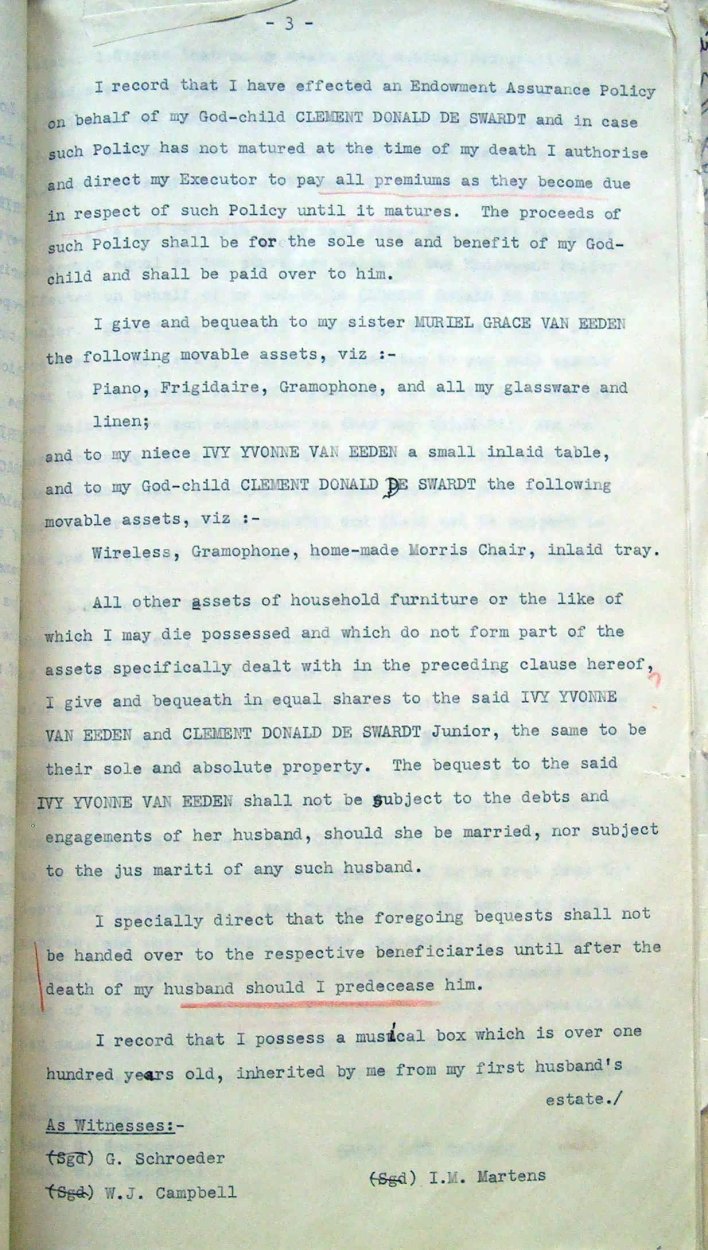 - 3 -
I record that I have effected an Endowment Assurance Policy
on behalf of my God-child CLEMENT DONALD DE SWARDT and in case
such Policy has not matured at the time of my death I authorise
and direct my Executor to pay all premiums as they become due
in respect of such Policy until it matures. The proceeds of
such Policy shall be for the sole use and benefit of my God-
child and shall be paid over to him.
I give and bequeath to my sister MURIEL GRACE VAN EEDEN
the following movable assets, viz :-
Piano, Frigidaire, Gramophone, and all my glassware and
linen;
and to my niece IVY YVONNE VAN EEDEN a small inlaid table,
and to my God-child CLEMENT DONALD DE SWARDT the following
movable assets, viz :-
Wireless, Gramophone, home-made Morris Chair, inlaid tray.
All other assets of household furniture or the like of
which I may die possessed and which do not form part of the
assets specifically dealt with in the preceding clause hereof,
I give and bequeath in equal shares to the said IVY YVONNE
VAN EEDEN and CLEMENT DONALD DE SWARDT Junior, the same to be
their sole and absolute property. The bequest to the said
IVY YVONNE VAN EEDEN shall not be subject to the debts and
engagements of her husband, should she be married, nor subject
to the jus mariti of any such husband.
I specially direct that the foregoing bequests shall not
be handed over to the respective beneficiaries until after the
death of my husband should I predecease him.
I record that I possess a musical box which is over one
hundred years old, inherited by me from my first husband's
estate./
As Witnesses:-
(Sgd) G. Schroeder
(Sgd) I.M. Martens
(Sgd) W.J. Campbell